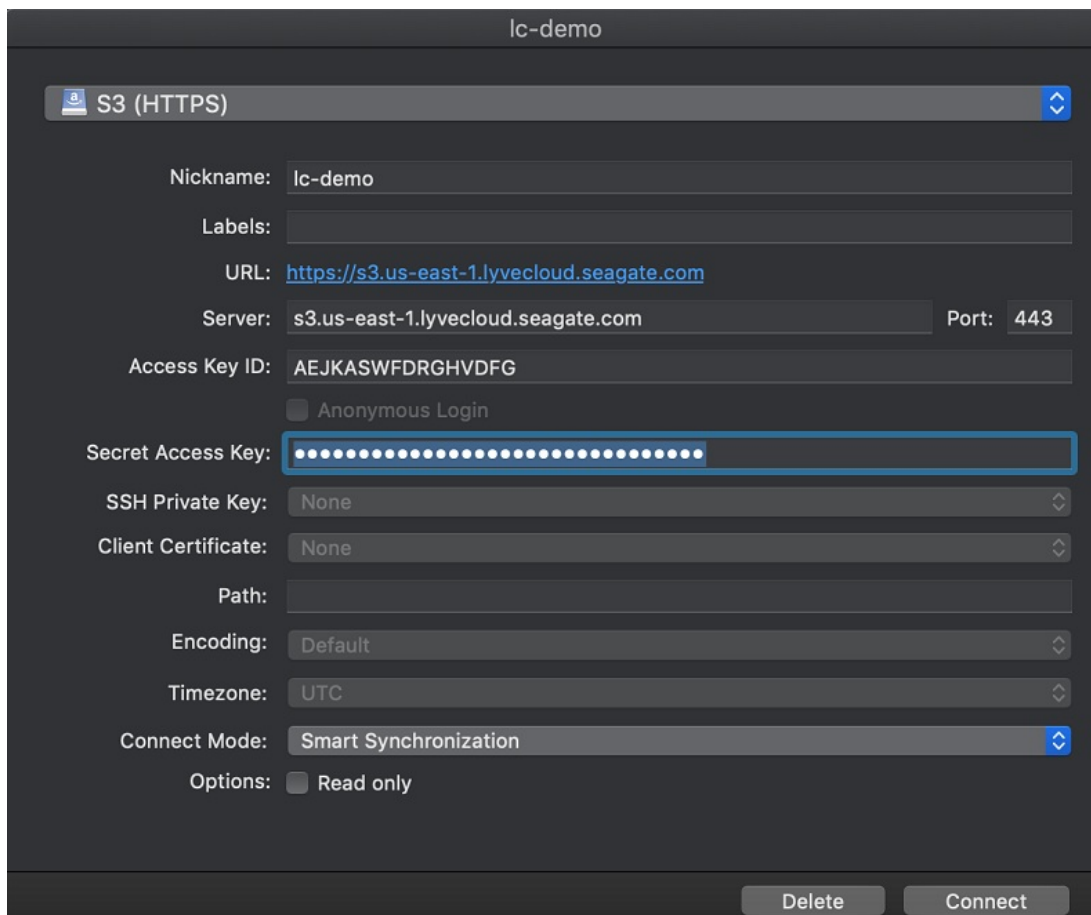 lc-demo
S3 (HTTPS)
Nickname: lc-demo
Labels:
URL: https://s3.us-east-1.lyvecloud.seagate.com
Server: s3.us-east-1.lyvecloud.seagate.com Port: 443
Access Key ID: AEJKASWFDRGHVDFG
Anonymous Login
Secret Access Key: ••••••••••••••••••••••••••••••••
SSH Private Key: None
Client Certificate: None
Path:
Encoding: Default
Timezone: UTC
Connect Mode: Smart Synchronization
Options: Read only
Delete Connect